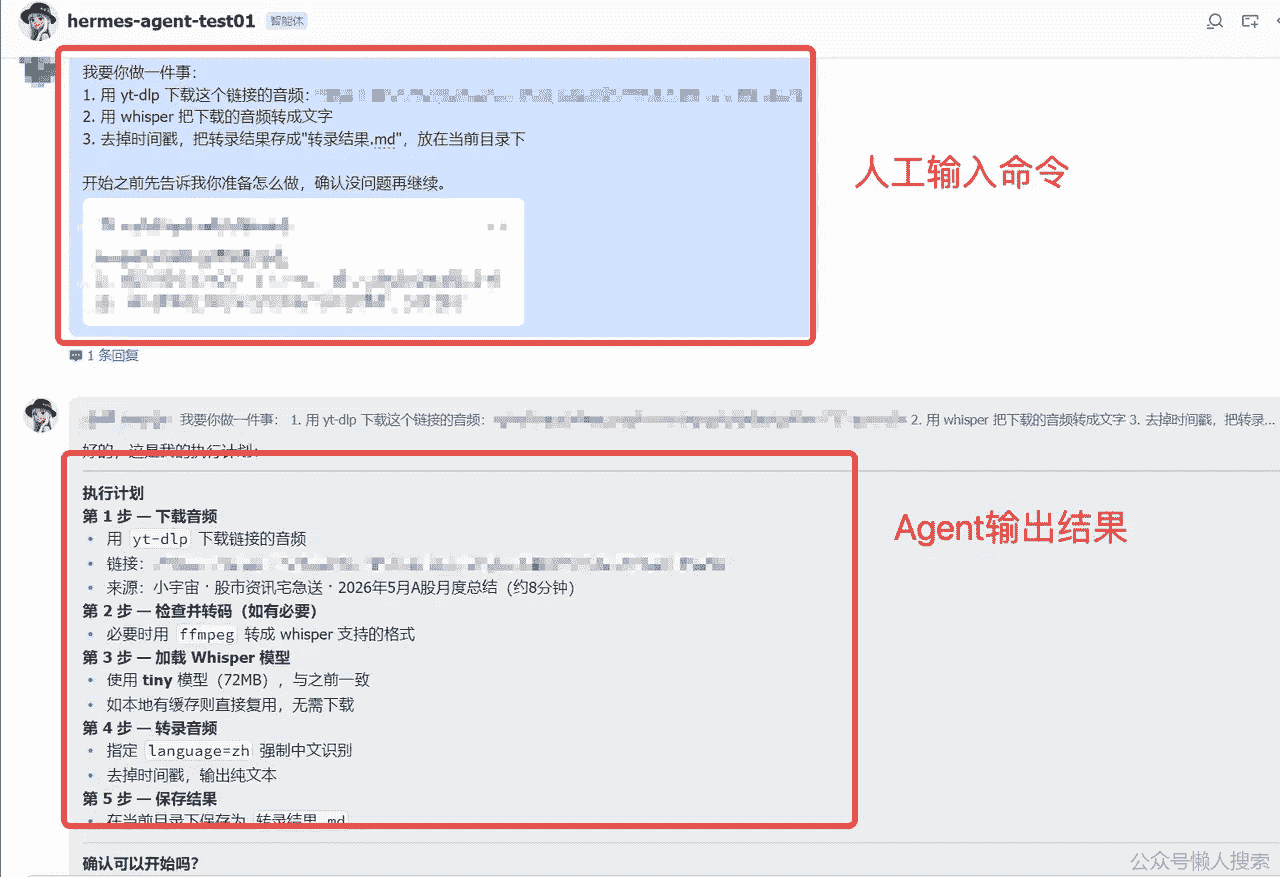 hermes-agent-test01 智能体
我要你做一件事：
1. 用 yt-dlp 下载这个链接的音频：
2. 用 whisper 把下载的音频转成文字
3. 去掉时间戳，把转录结果存成"转录结果.md"，放在当前目录下
开始之前先告诉我你准备怎么做，确认没问题再继续。
人工输入命令
1 条回复
我要你做一件事： 1. 用 yt-dlp 下载这个链接的音频： 2. 用 whisper 把下载的音频转成文字 3. 去掉时间戳，把转录...
好的，这是我的执行计划：
执行计划
第 1 步 — 下载音频
• 用 yt-dlp 下载链接的音频
• 链接：
• 来源：小宇宙 · 股市资讯宅急送 · 2026年5月A股月度总结（约8分钟）
第 2 步 — 检查并转码（如有必要）
• 必要时用 ffmpeg 转成 whisper 支持的格式
第 3 步 — 加载 Whisper 模型
• 使用 tiny 模型（72MB），与之前一致
• 如本地有缓存则直接复用，无需下载
第 4 步 — 转录音频
• 指定 language=zh 强制中文识别
• 去掉时间戳，输出纯文本
第 5 步 — 保存结果
• 在当前目录下保存为 转录结果.md
Agent输出结果
确认可以开始吗？
公众号懒人搜索